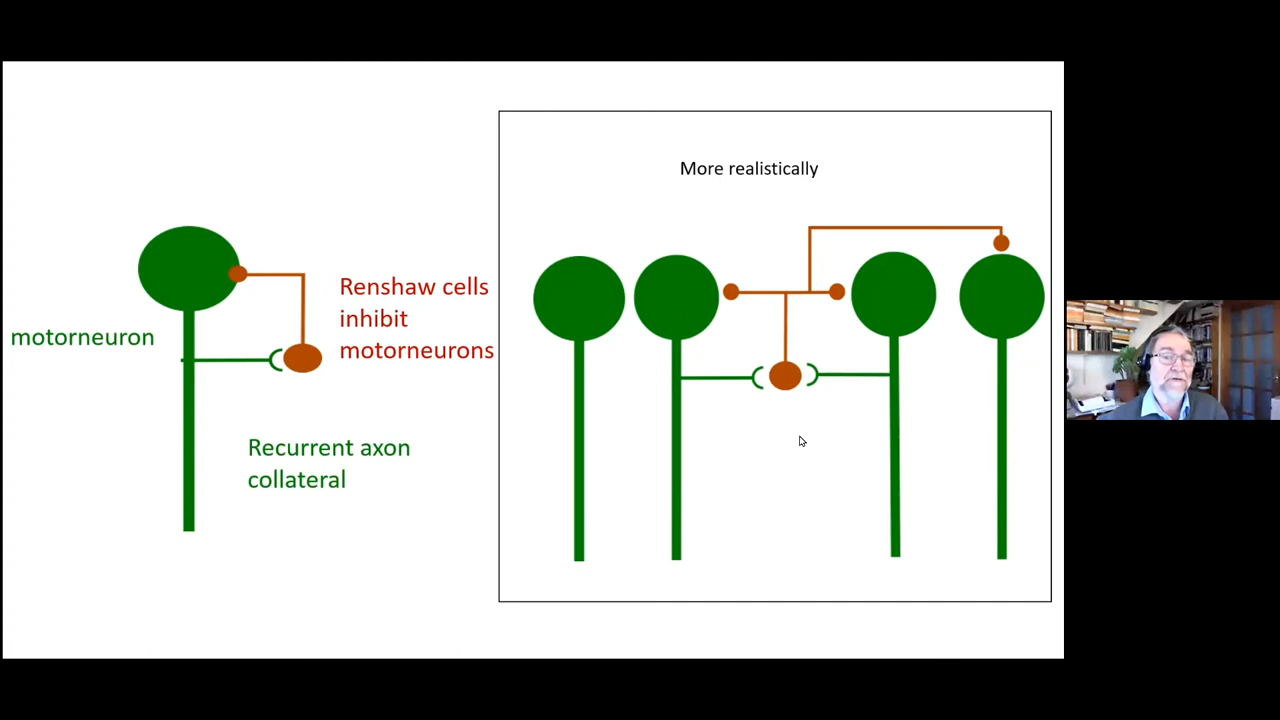 motorneuron
Renshaw cells
inhibit
motorneurons
Recurrent axon
collateral
More realistically